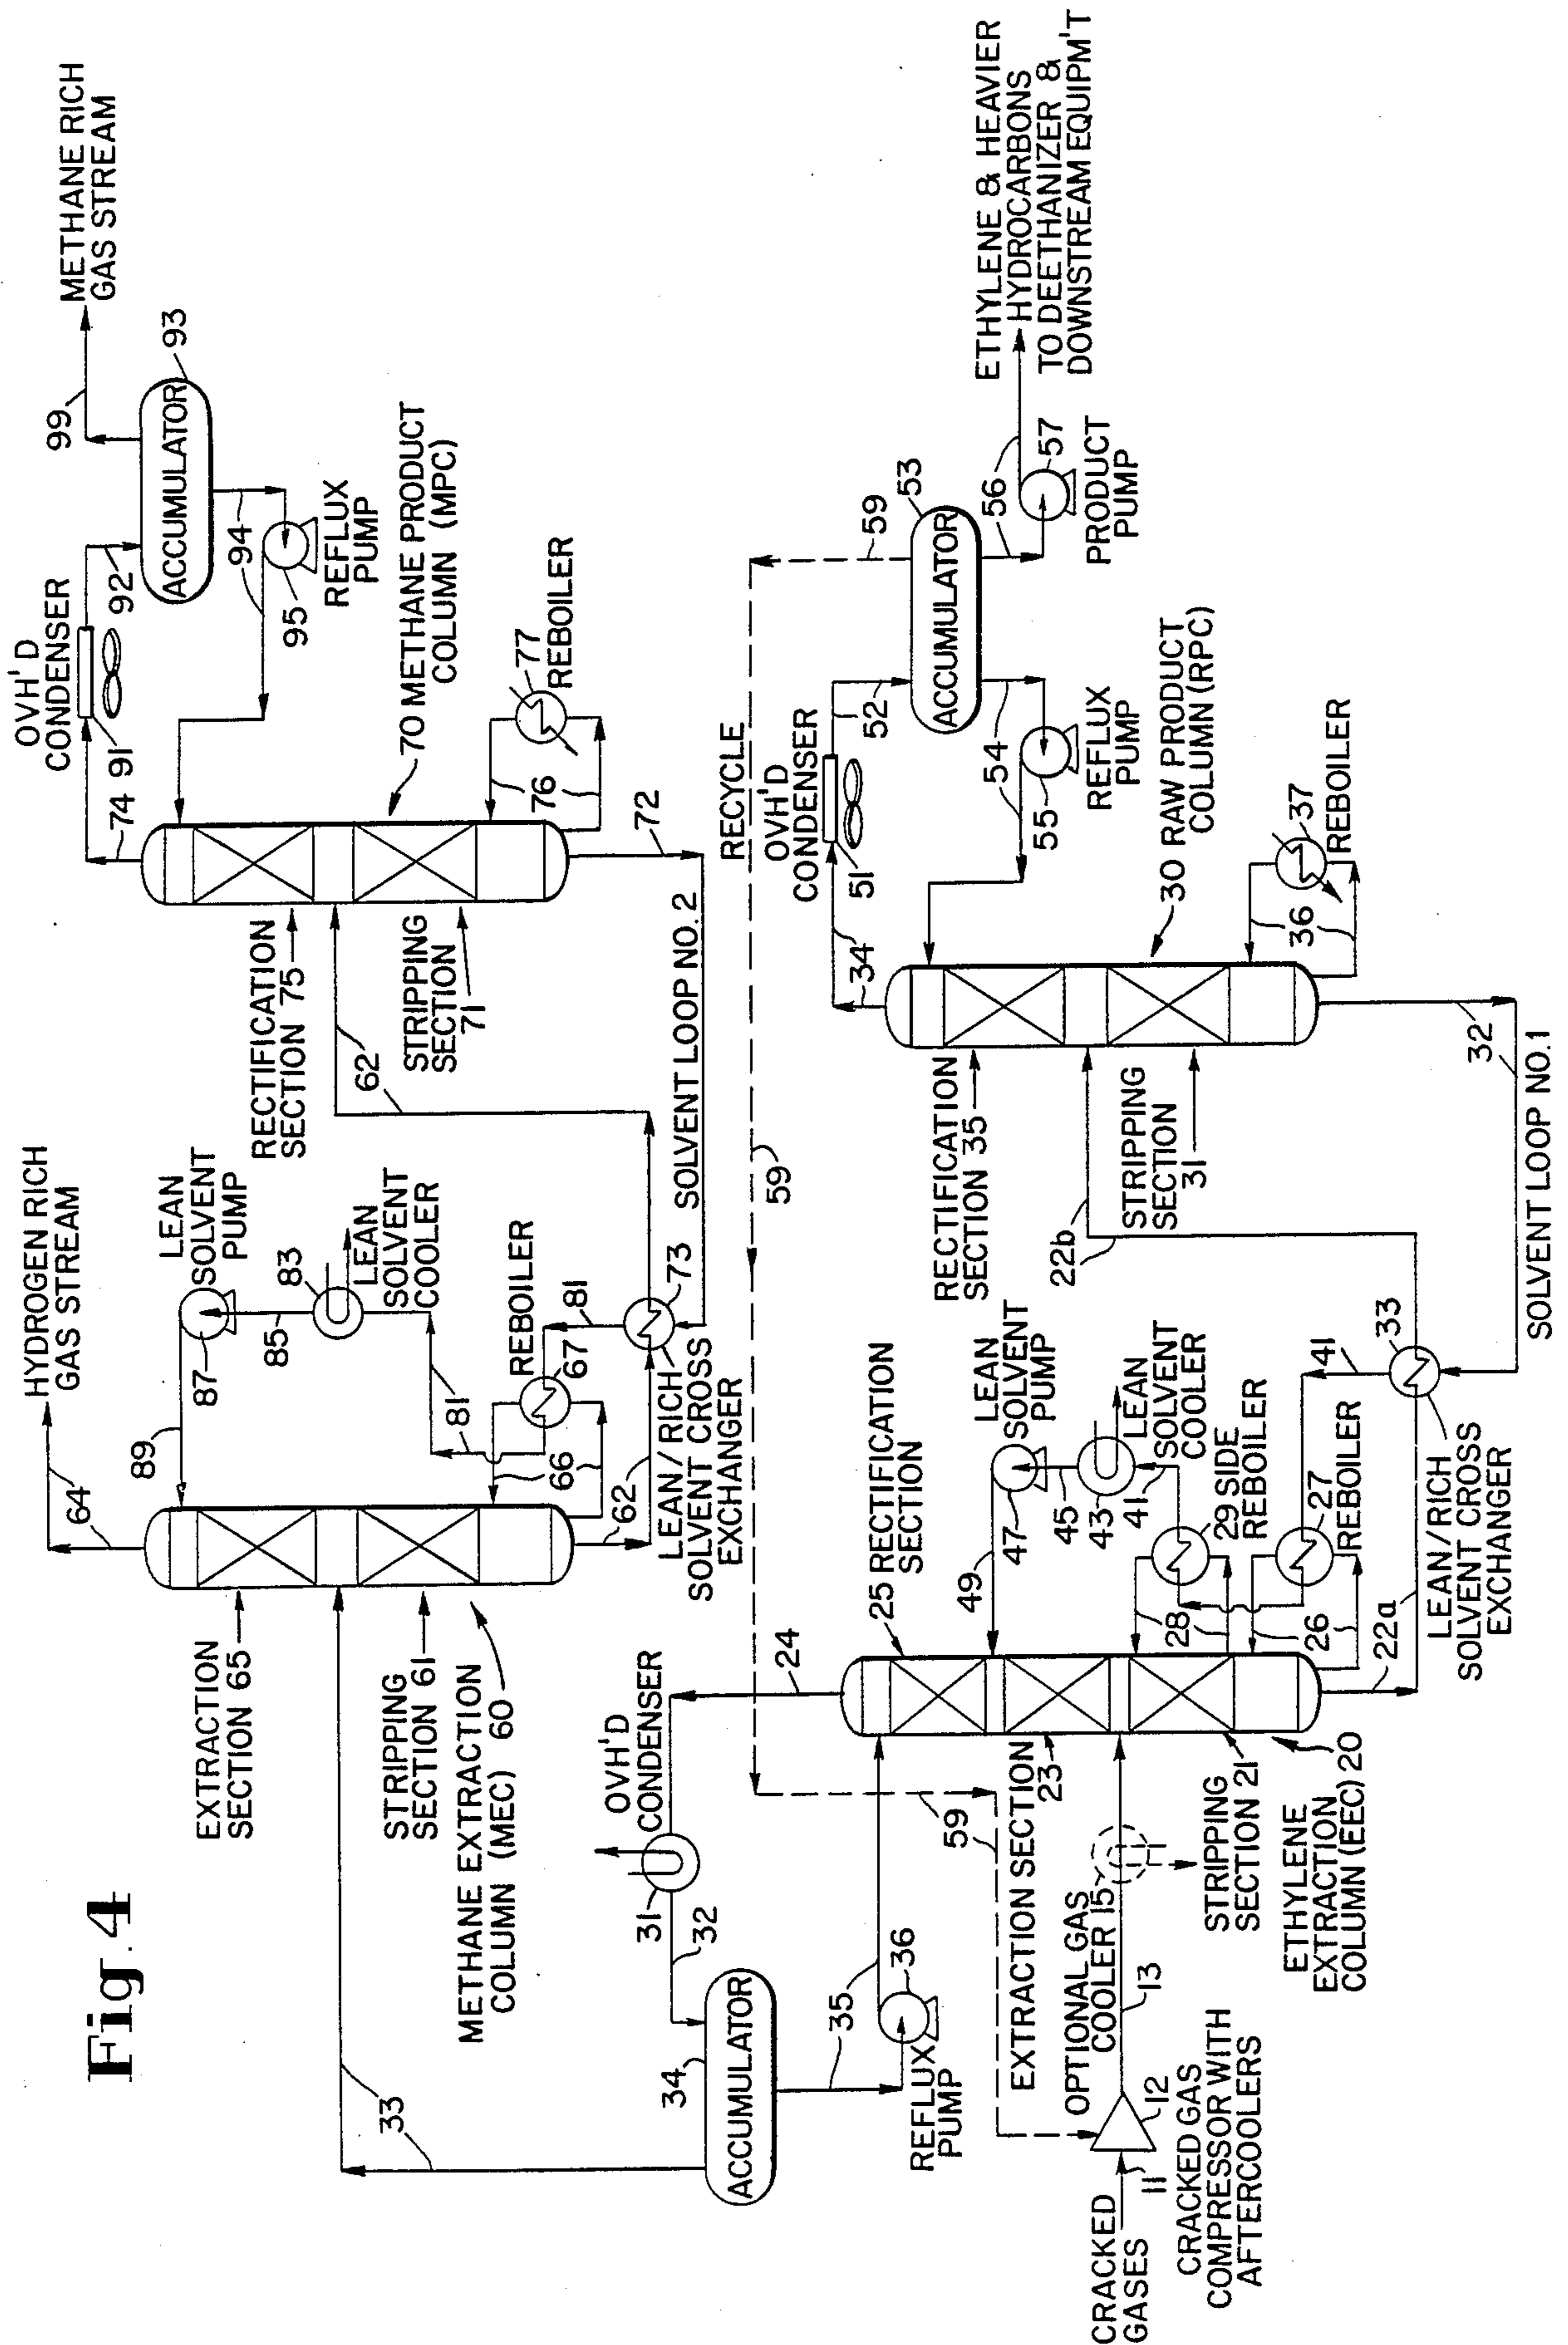 Fig. 4
HYDROGEN RICH
GAS STREAM
64
89
LEAN
SOLVENT
PUMP
87
85
83
LEAN
SOLVENT
COOLER
81
REBOILER
67
81
66
62
73
LEAN/RICH
SOLVENT CROSS
EXCHANGER
EXTRACTION
SECTION 65
STRIPPING
SECTION 61
METHANE EXTRACTION
COLUMN (MEC) 60
33
62
SOLVENT LOOP NO. 2
OVH'D
CONDENSER
91
74
92
ACCUMULATOR
93
99
METHANE RICH
GAS STREAM
94
95
REFLUX
PUMP
RECTIFICATION
SECTION 75
STRIPPING
SECTION
71
70 METHANE PRODUCT
COLUMN (MPC)
77
REBOILER
76
72
RECYCLE
59
59
59
OVH'D
CONDENSER
31
32
24
34
ACCUMULATOR
35
36
REFLUX
PUMP
25 RECTIFICATION
SECTION
EXTRACTION SECTION
23
49
LEAN
SOLVENT
PUMP
47
45
43
LEAN
SOLVENT
COOLER
41
29 SIDE
REBOILER
28
27
REBOILER
26
41
33
22a
LEAN/RICH
SOLVENT CROSS
EXCHANGER
OPTIONAL GAS
COOLER 15
13
12
11
CRACKED
GASES
CRACKED GAS
COMPRESSOR WITH
AFTERCOOLERS
STRIPPING
SECTION 21
ETHYLENE
EXTRACTION
COLUMN (EEC) 20
22b
SOLVENT LOOP NO.1
32
OVH'D
CONDENSER
51
34
52
ACCUMULATOR
53
54
55
REFLUX
PUMP
56
57
PRODUCT
PUMP
ETHYLENE & HEAVIER
HYDROCARBONS
TO DEETHANIZER &
DOWNSTREAM EQUIPM'T
RECTIFICATION
SECTION 35
STRIPPING
SECTION
31
30 RAW PRODUCT
COLUMN (RPC)
37
REBOILER
36